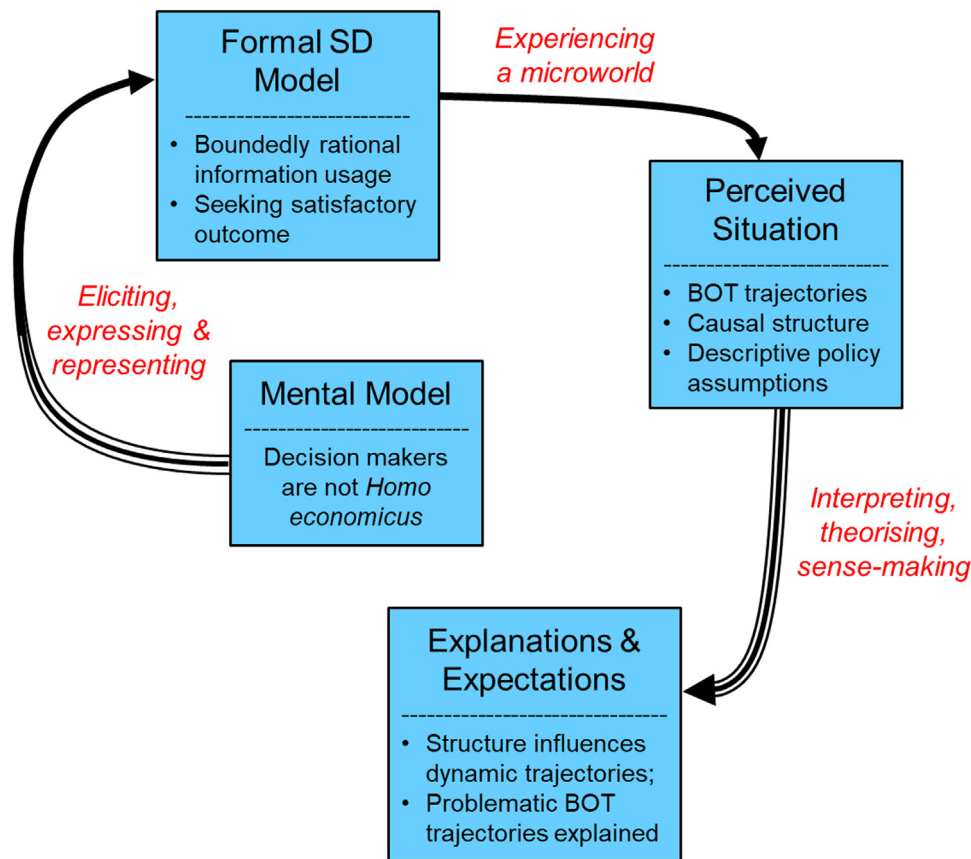 Formal SD
Model
--------------------------
• Boundedly rational
information usage
• Seeking satisfactory
outcome
Experiencing
a microworld
Perceived
Situation
--------------------------
• BOT trajectories
• Causal structure
• Descriptive policy
assumptions
Eliciting,
expressing &
representing
Mental Model
--------------------------
Decision makers
are not Homo
economicus
Interpreting,
theorising,
sense-making
Explanations &
Expectations
-------------------------------
• Structure influences
dynamic trajectories;
• Problematic BOT
trajectories explained